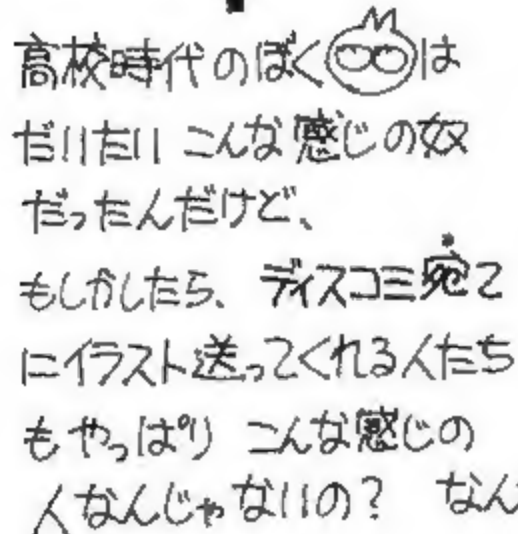 高校時代のぼくは
だいたいこんな感じの奴
だったんだけど、
もしかしたら、ディスコミ宛て
にイラスト送ってくれる人たち
もやっぱり こんな感じの
人なんじゃないの? なん